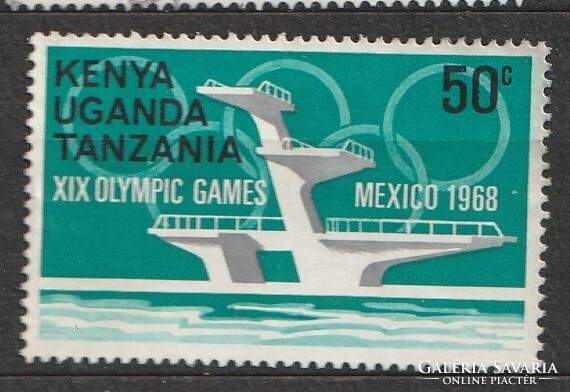 KENYA
UGANDA
TANZANIA
50c
XIX OLYMPIC GAMES
MEXICO 1968
GALÉRIA SAVARIA
ONLINE PIACTÉR